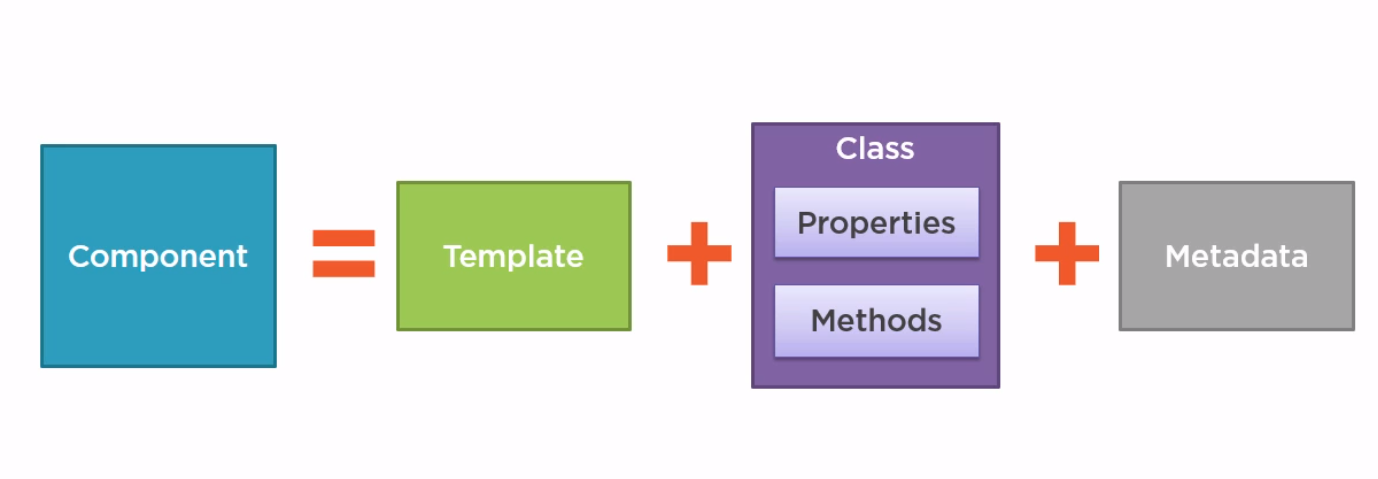 Component
=
Template
+
Class
Properties
Methods
+
Metadata